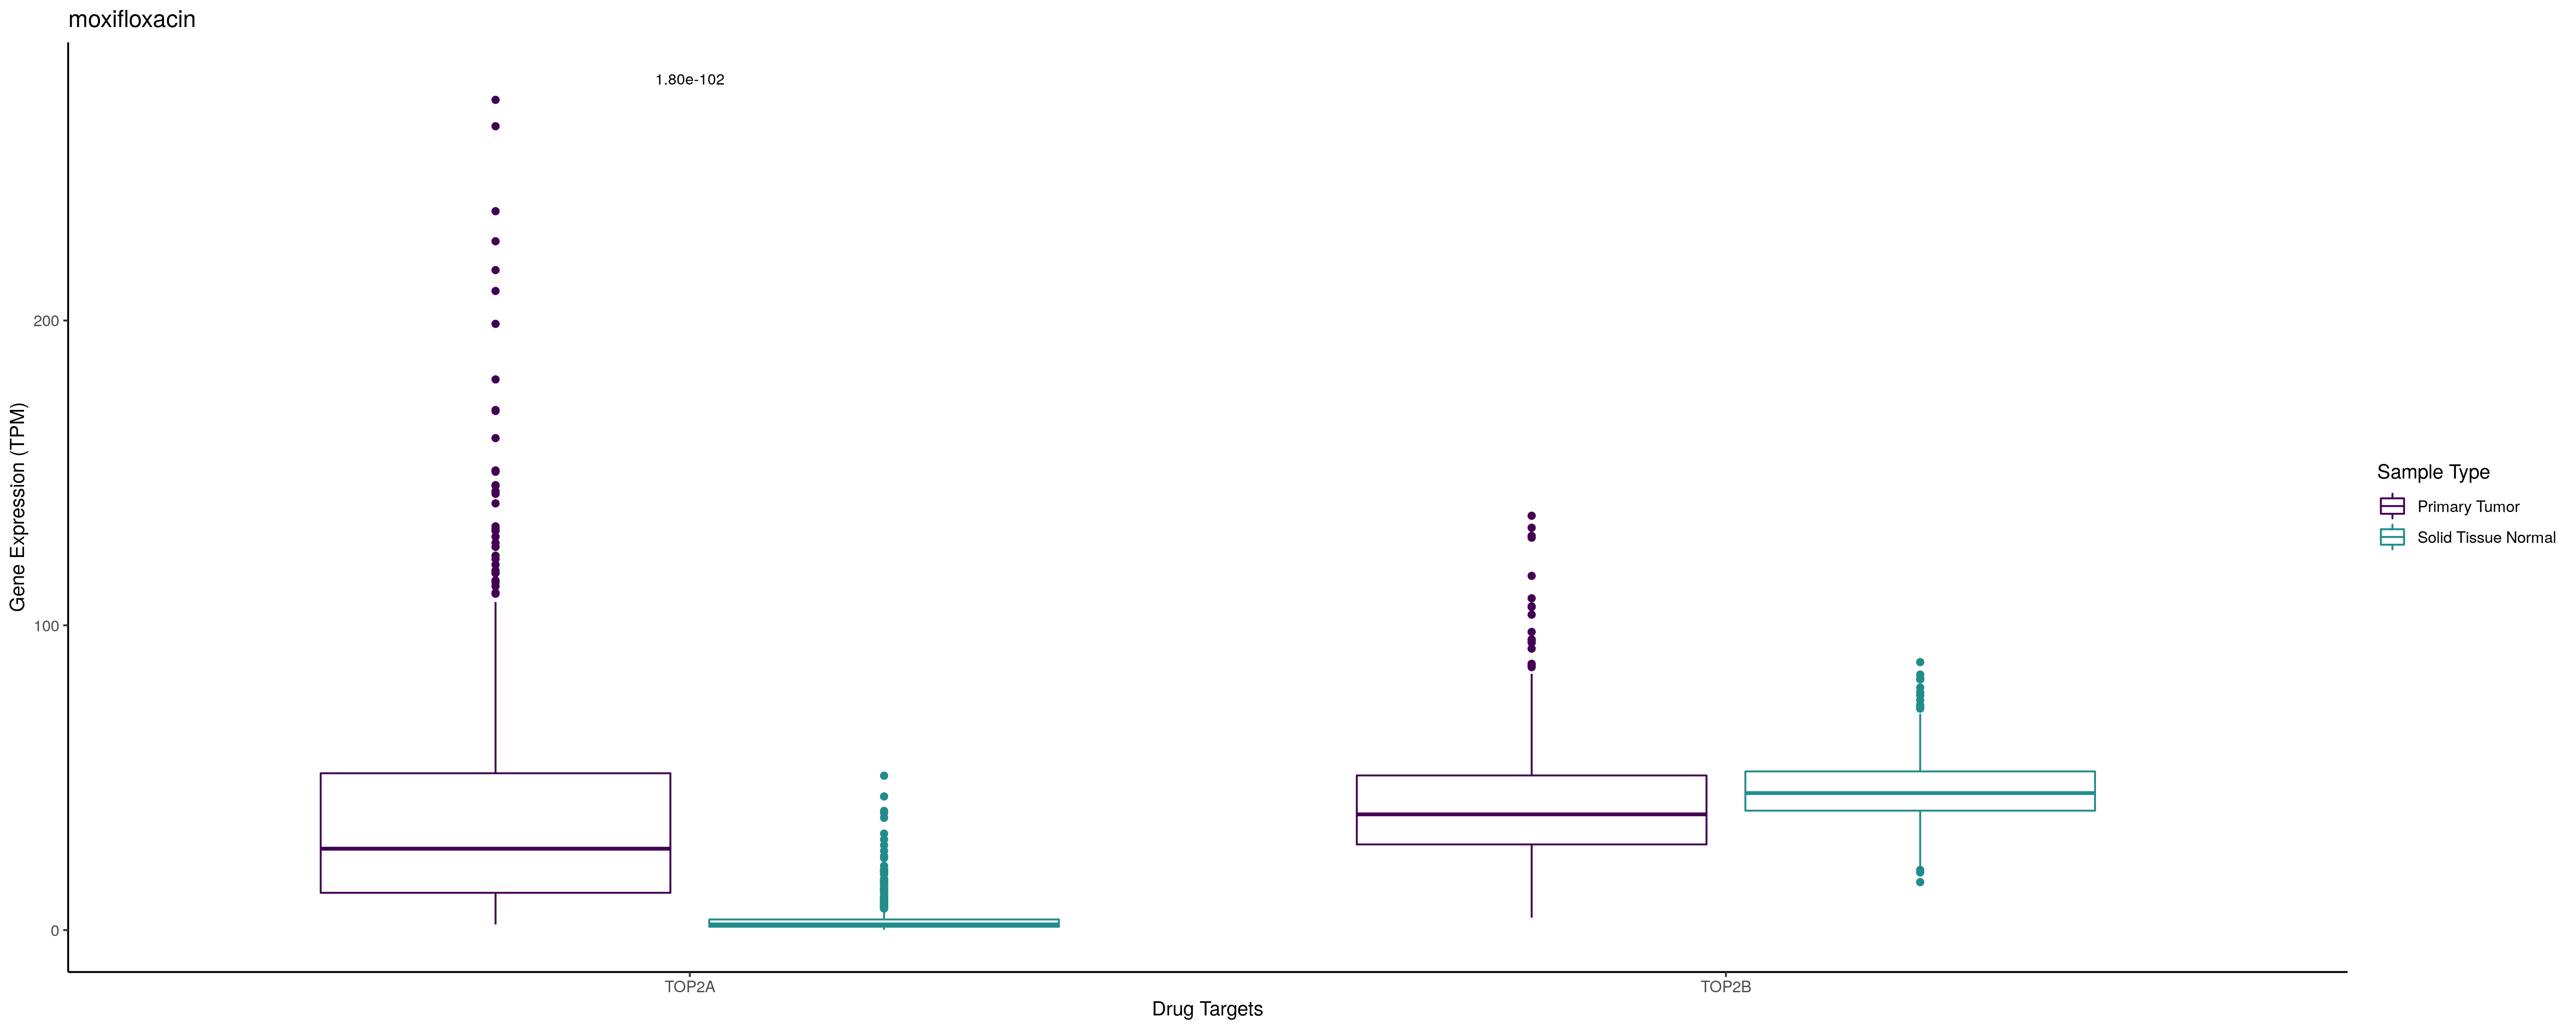 moxifloxacin
1.80e-102
200
100
0
Gene Expression (TPM)
TOP2A
TOP2B
Drug Targets
Sample Type
Primary Tumor
Solid Tissue Normal